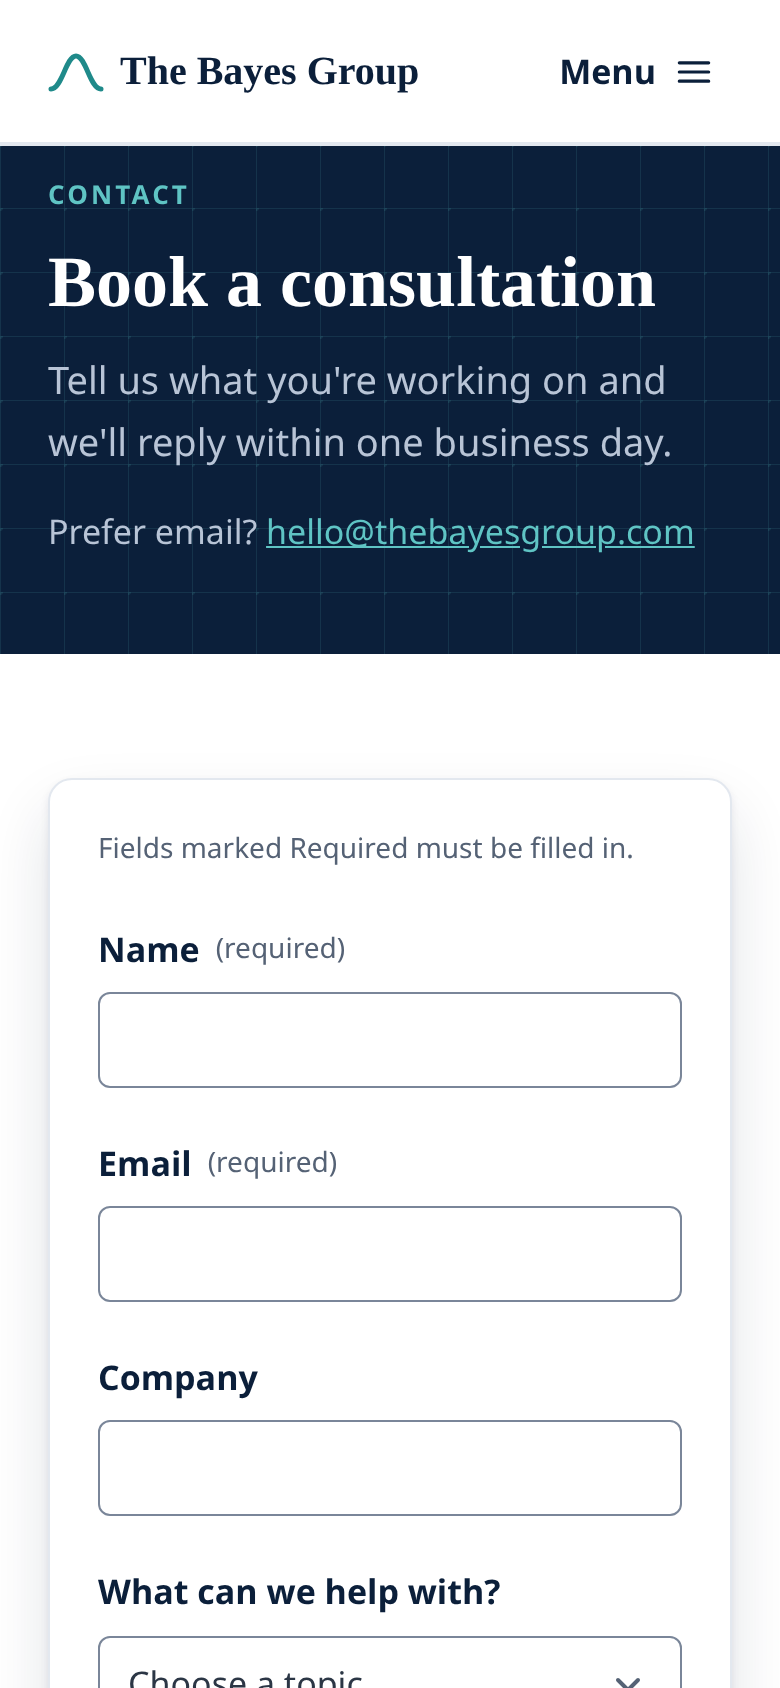 The Bayes Group
Menu
CONTACT
Book a consultation
Tell us what you're working on and
we'll reply within one business day.
Prefer email? hello@thebayesgroup.com
Fields marked Required must be filled in.
Name (required)
Email (required)
Company
What can we help with?
Choose a topic